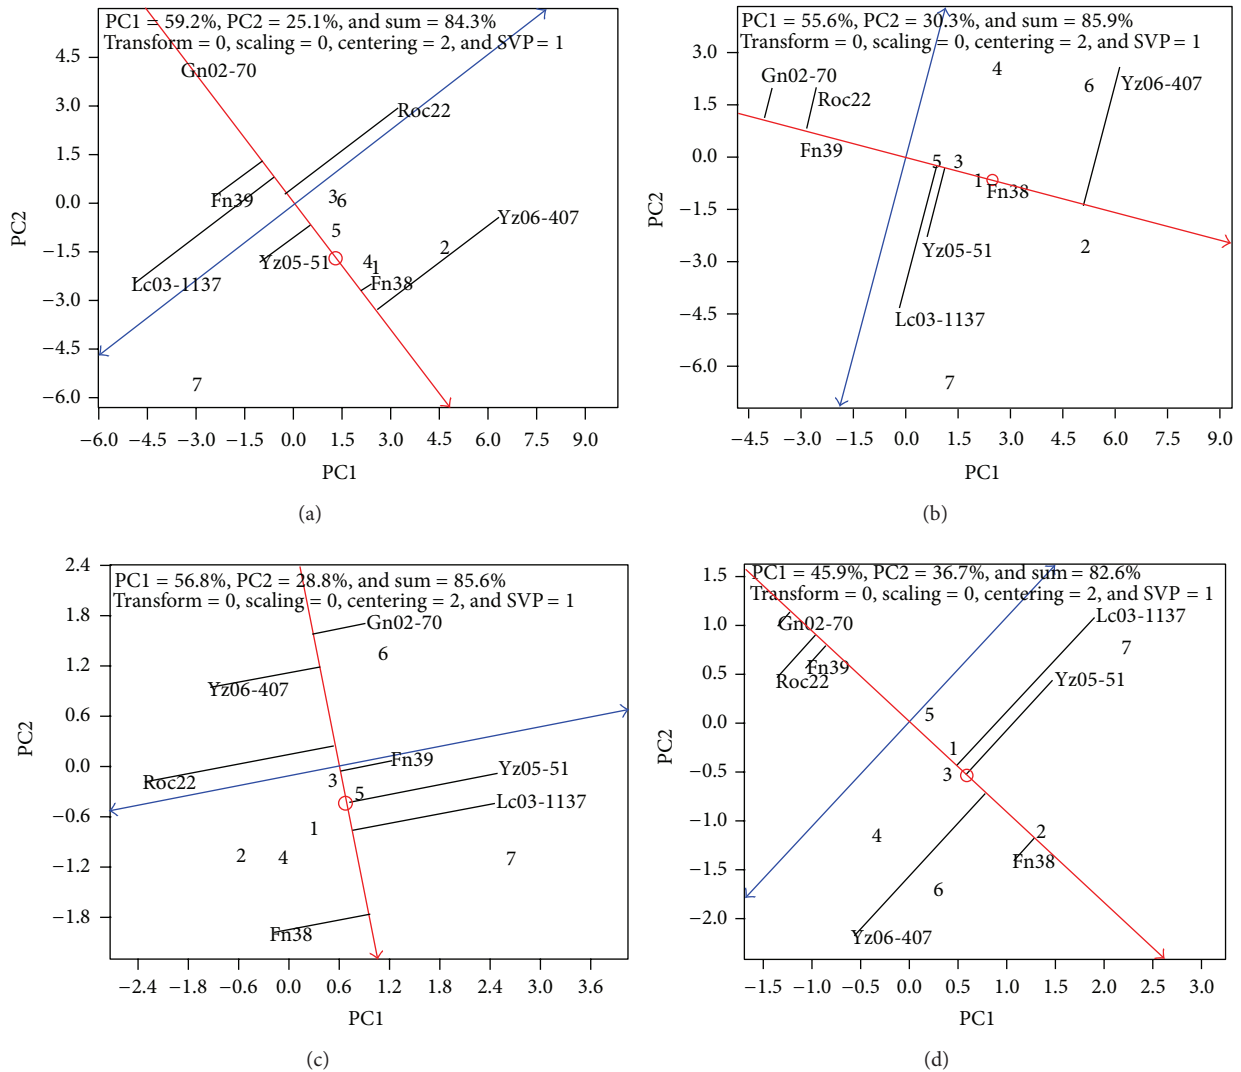 PC1 = 59.2%, PC2 = 25.1%, and sum = 84.3%
Transform = 0, scaling = 0, centering = 2, and SVP = 1
4.5
3.0
1.5
0.0
−1.5
−3.0
−4.5
−6.0
PC2
Gn02-70
Roc22
Fn39
3
6
Yz06-407
5
2
Yz05-51
4
1
Lc03-1137
Fn38
7
−6.0 −4.5 −3.0 −1.5 0.0 1.5 3.0 4.5 6.0 7.5 9.0
PC1
(a)
PC1 = 55.6%, PC2 = 30.3%, and sum = 85.9%
Transform = 0, scaling = 0, centering = 2, and SVP = 1
3.0
1.5
0.0
−1.5
−3.0
−4.5
−6.0
PC2
4
Gn02-70
6
Yz06-407
Roc22
Fn39
5
3
1
Fn38
2
Yz05-51
Lc03-1137
7
−4.5 −3.0 −1.5 0.0 1.5 3.0 4.5 6.0 7.5 9.0
PC1
(b)
PC1 = 56.8%, PC2 = 28.8%, and sum = 85.6%
Transform = 0, scaling = 0, centering = 2, and SVP = 1
2.4
1.8
1.2
0.6
0.0
−0.6
−1.2
−1.8
PC2
Gn02-70
6
Yz06-407
Fn39
Yz05-51
Roc22
3
5
Lc03-1137
1
2
4
7
Fn38
−2.4 −1.8 −1.2 −0.6 0.0 0.6 1.2 1.8 2.4 3.0 3.6
PC1
(c)
PC1 = 45.9%, PC2 = 36.7%, and sum = 82.6%
Transform = 0, scaling = 0, centering = 2, and SVP = 1
1.5
1.0
0.5
0.0
−0.5
−1.0
−1.5
−2.0
PC2
Lc03-1137
Gn02-70
7
Fn39
Roc22
Yz05-51
5
1
3
2
4
Fn38
6
Yz06-407
−1.5 −1.0 −0.5 0.0 0.5 1.0 1.5 2.0 2.5 3.0
PC1
(d)